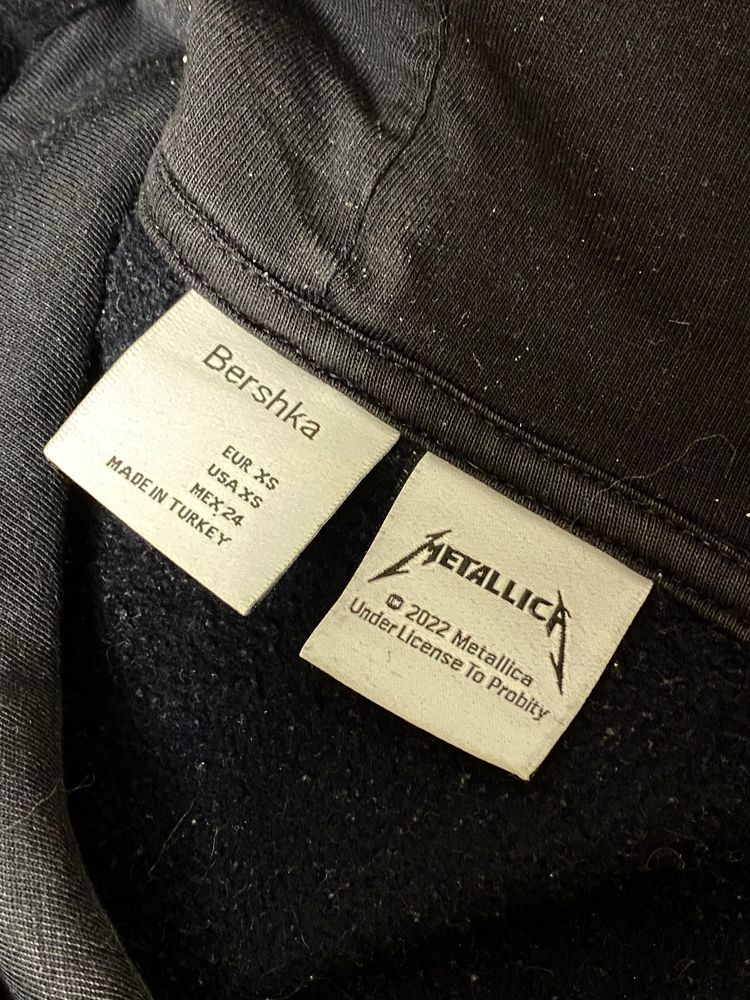 Bershka
EUR XS
USA XS
MEX 24
MADE IN TURKEY
METALLICA
© 2022 Metallica
Under License To Probity